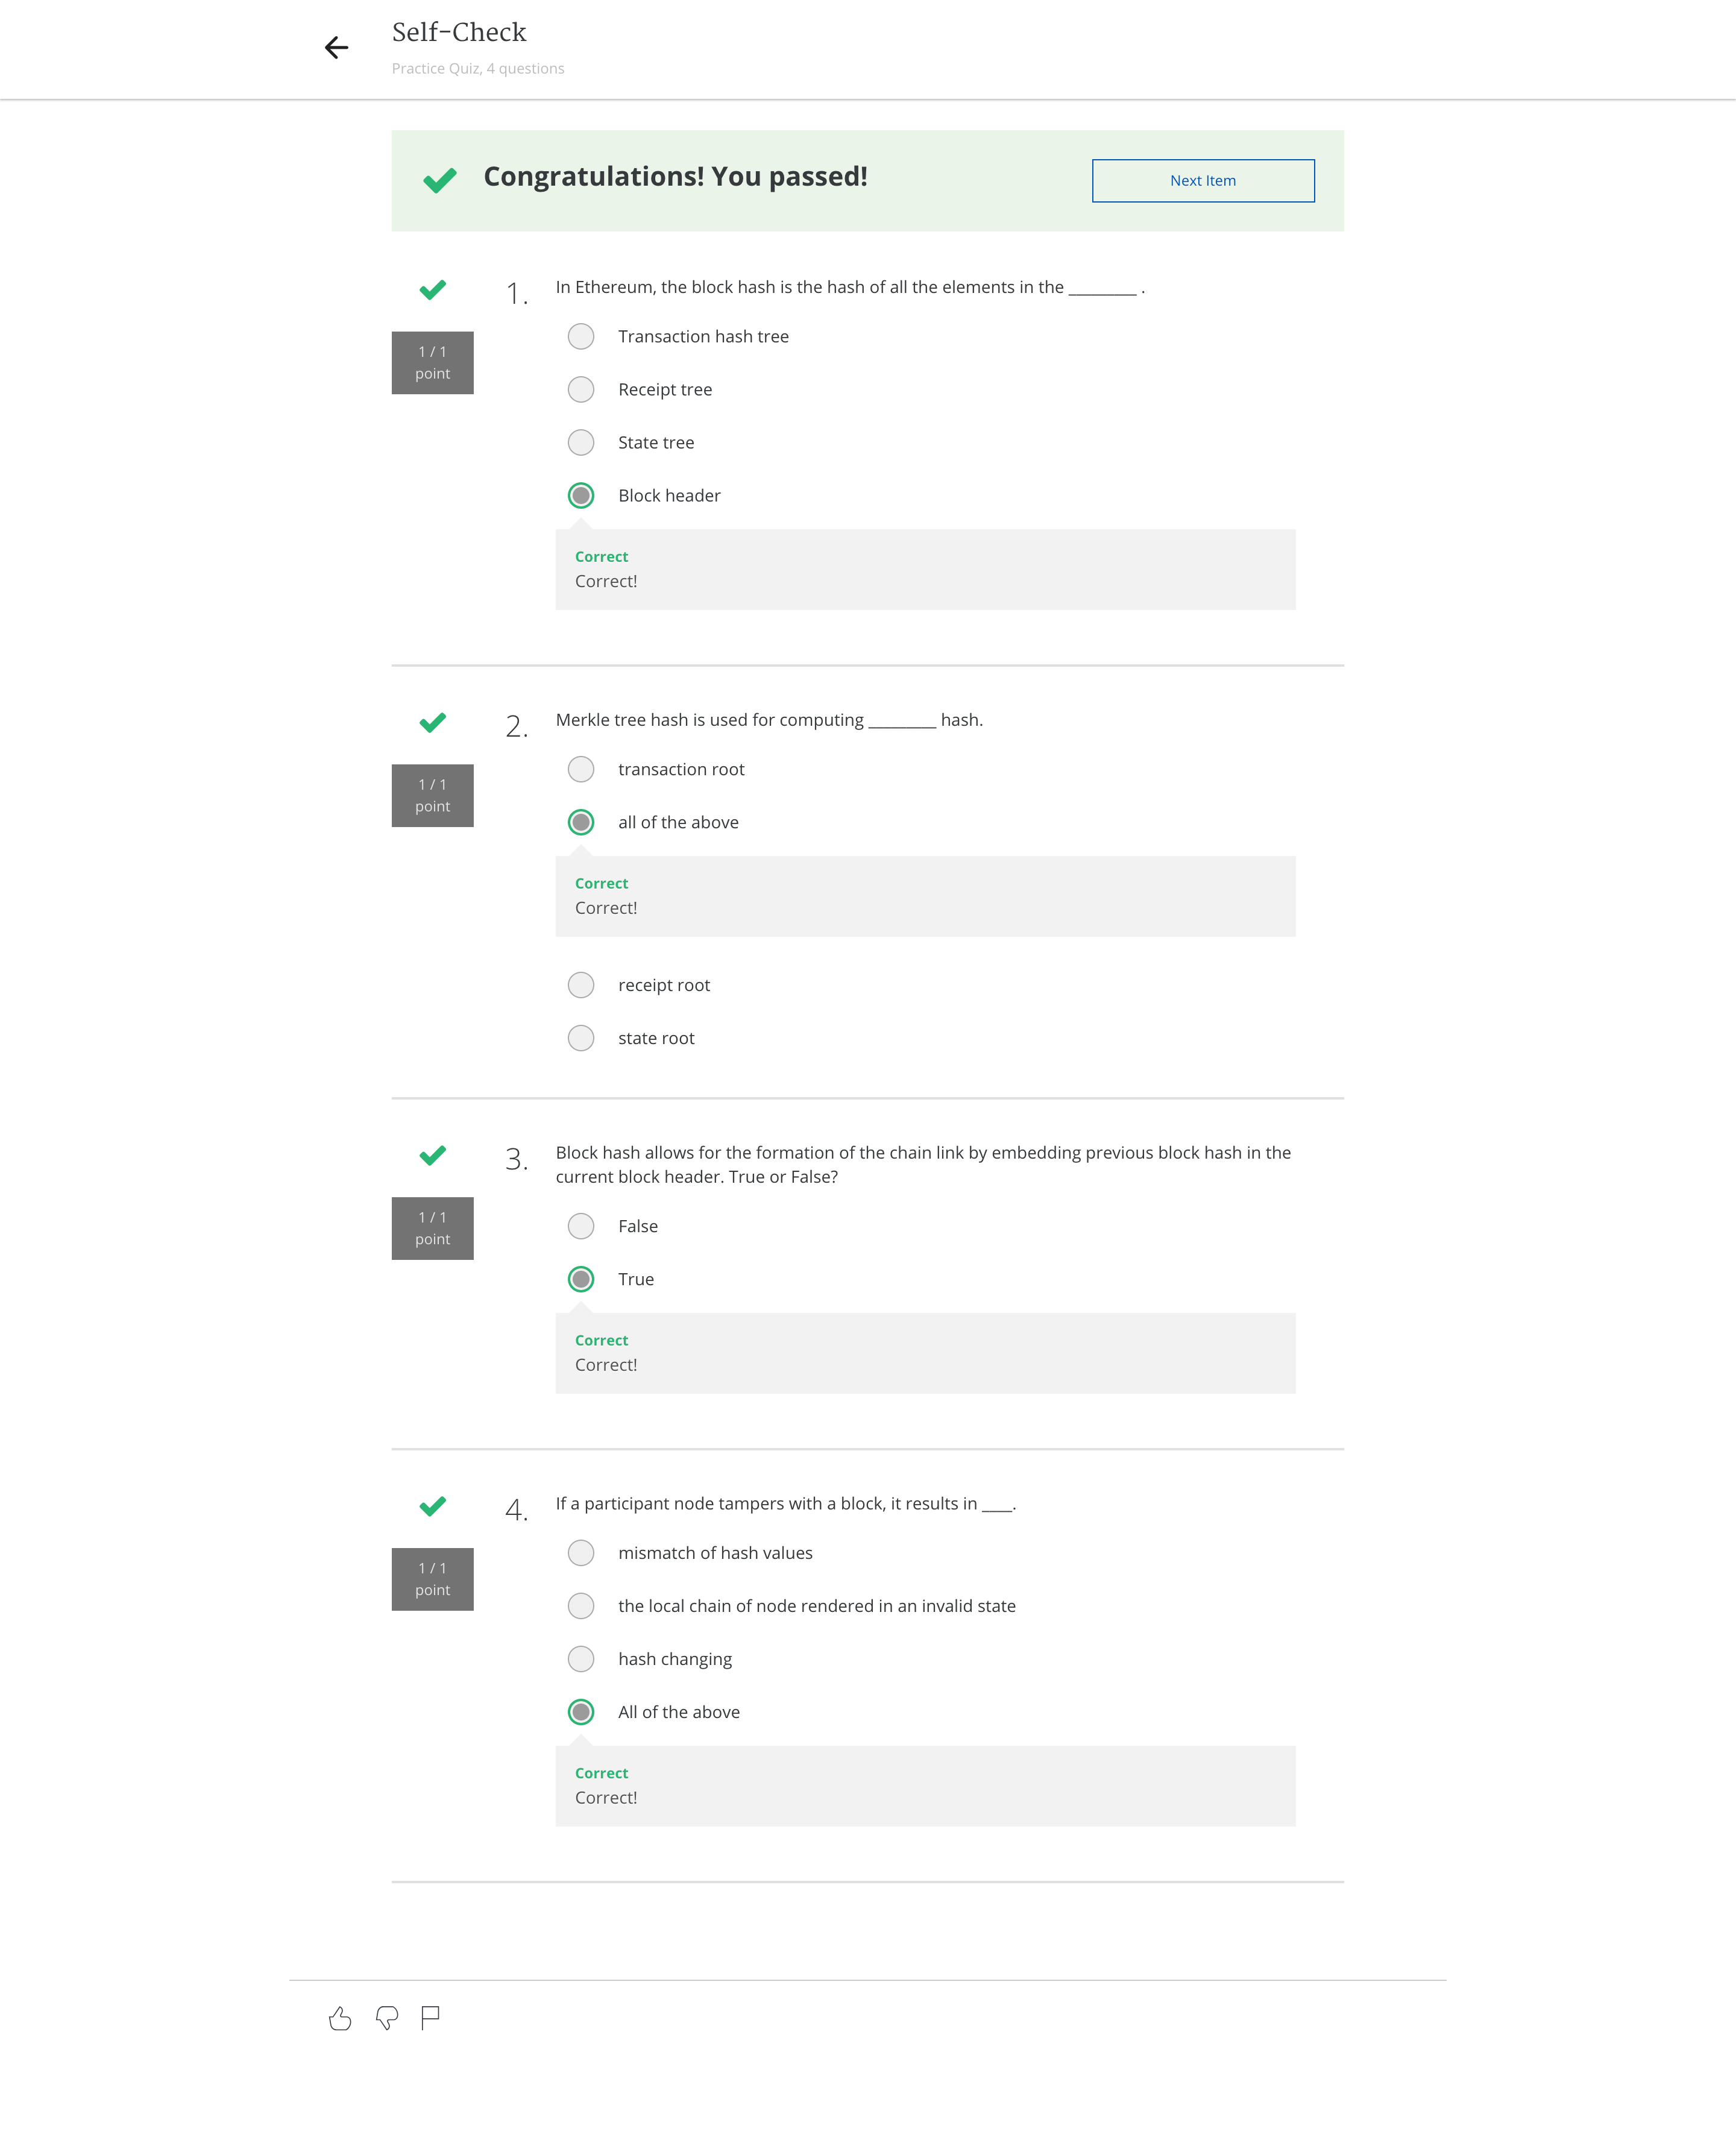 Self-Check
Practice Quiz, 4 questions
Congratulations! You passed!
Next Item
1.
In Ethereum, the block hash is the hash of all the elements in the _________ .
1 / 1
point
Transaction hash tree
Receipt tree
State tree
Block header
Correct
Correct!
2.
Merkle tree hash is used for computing _________ hash.
1 / 1
point
transaction root
all of the above
Correct
Correct!
receipt root
state root
3.
Block hash allows for the formation of the chain link by embedding previous block hash in the
current block header. True or False?
1 / 1
point
False
True
Correct
Correct!
4.
If a participant node tampers with a block, it results in ____.
1 / 1
point
mismatch of hash values
the local chain of node rendered in an invalid state
hash changing
All of the above
Correct
Correct!